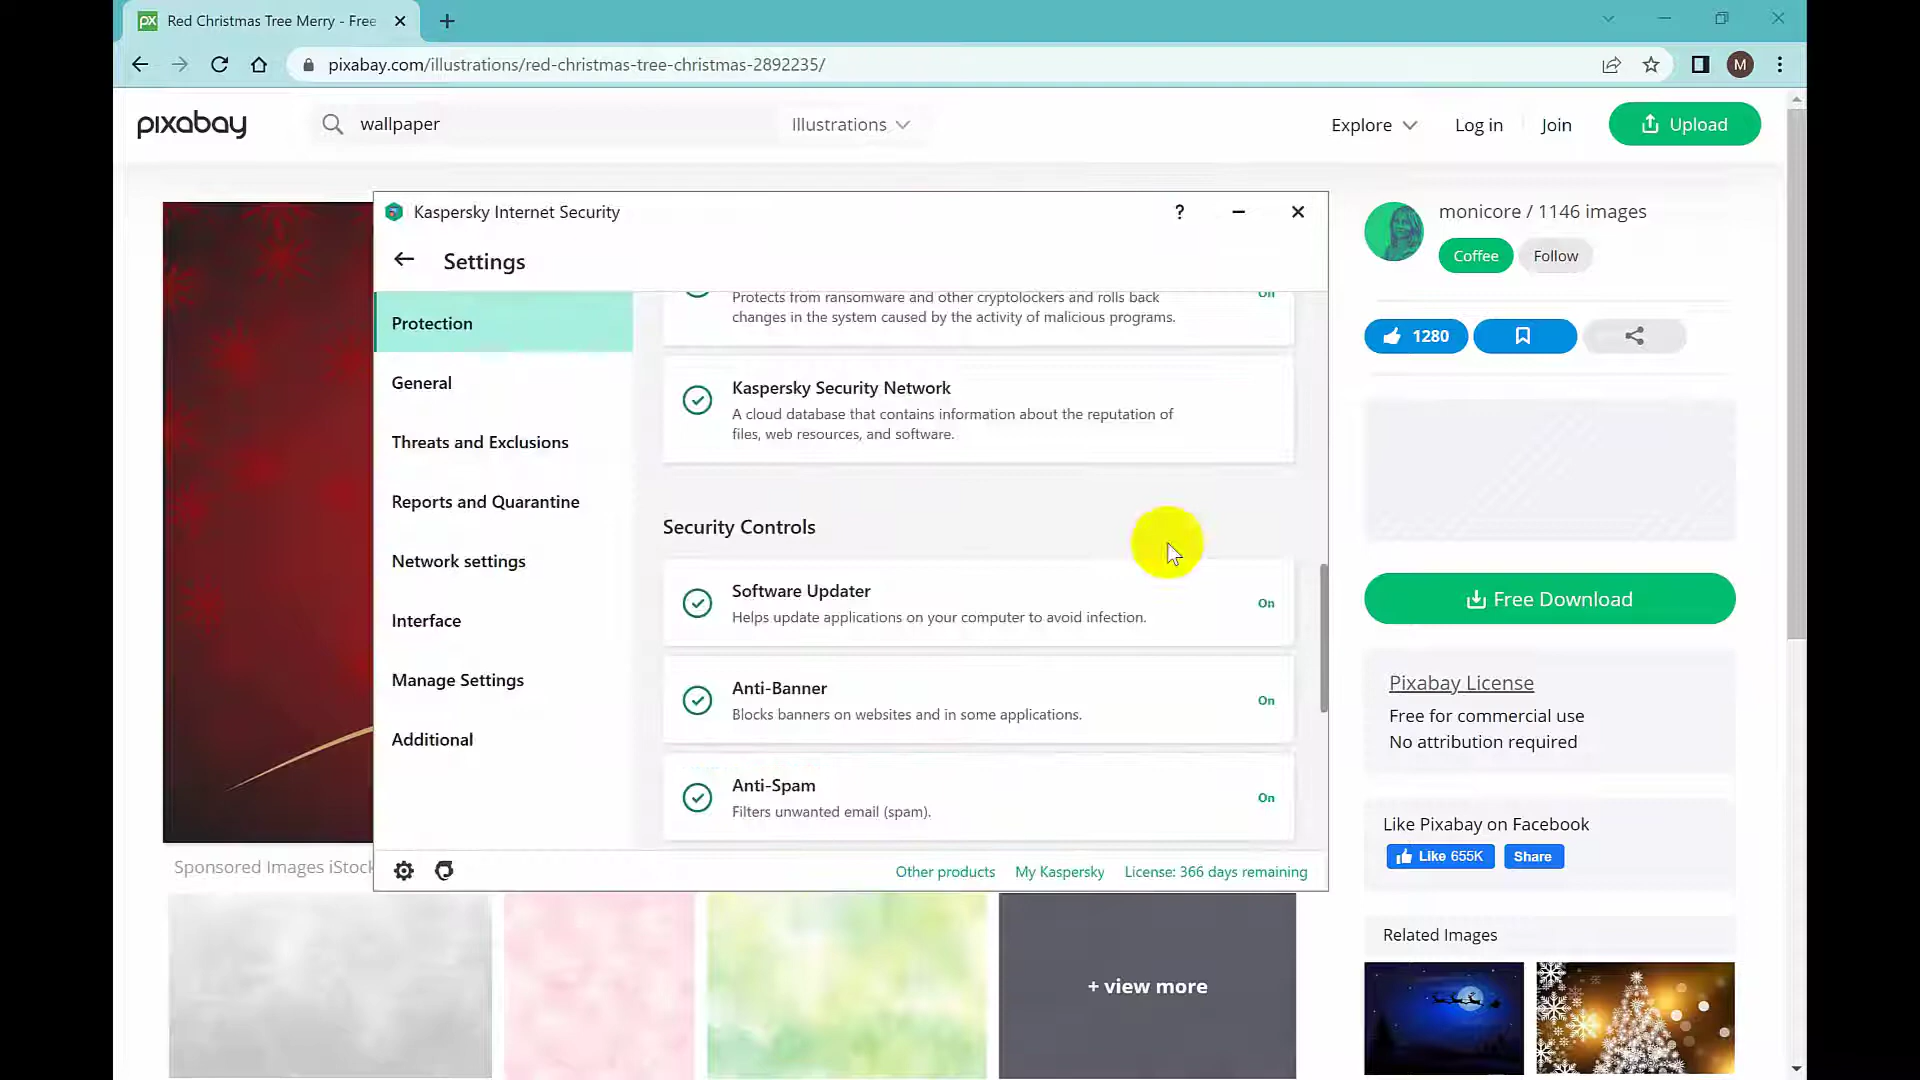 px Red Christmas Tree Merry - Free
pixabay.com/illustrations/red-christmas-tree-christmas-2892235/
M
pixabay
wallpaper
Illustrations
Explore
Log in
Join
Upload
Kaspersky Internet Security
?
Settings
Protection
General
Threats and Exclusions
Reports and Quarantine
Network settings
Interface
Manage Settings
Additional
Protects from ransomware and other cryptolockers and rolls back
changes in the system caused by the activity of malicious programs.
On
Kaspersky Security Network
A cloud database that contains information about the reputation of
files, web resources, and software.
Security Controls
Software Updater
Helps update applications on your computer to avoid infection.
On
Anti-Banner
Blocks banners on websites and in some applications.
On
Anti-Spam
Filters unwanted email (spam).
On
Other products
My Kaspersky
License: 366 days remaining
monicore / 1146 images
Coffee
Follow
1280
Free Download
Pixabay License
Free for commercial use
No attribution required
Like Pixabay on Facebook
Like 655K
Share
Related Images
Sponsored Images iStock
+ view more